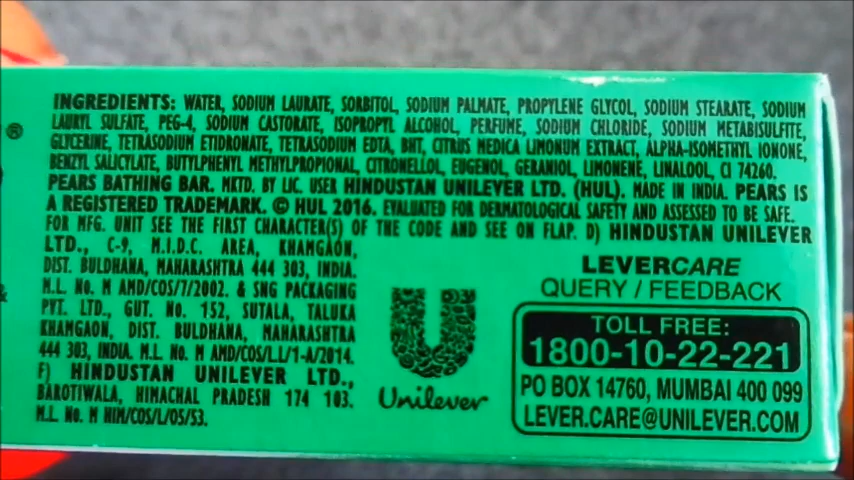 INGREDIENTS: WATER, SODIUM LAURATE, SORBITOL, SODIUM PALMATE, PROPYLENE GLYCOL, SODIUM STEARATE, SODIUM
LAURYL SULFATE, PEG-4, SODIUM CASTORATE, ISOPROPYL ALCOHOL, PERFUME, SODIUM CHLORIDE, SODIUM METABISULFITE,
® GLYCERINE, TETRASODIUM ETIDRONATE, TETRASODIUM EDTA, BHT, CITRUS MEDICA LIMONUM EXTRACT, ALPHA-ISOMETHYL IONONE,
BENZYL SALICYLATE, BUTYLPHENYL METHYLPROPIONAL, CITRONELLOL, EUGENOL, GERANIOL, LIMONENE, LINALOOL, CI 74260.
PEARS BATHING BAR. MKTD. BY LIC. USER HINDUSTAN UNILEVER LTD. (HUL). MADE IN INDIA. PEARS IS
A REGISTERED TRADEMARK. © HUL 2016. EVALUATED FOR DERMATOLOGICAL SAFETY AND ASSESSED TO BE SAFE.
FOR MFG. UNIT SEE THE FIRST CHARACTER(S) OF THE CODE AND SEE ON FLAP. D) HINDUSTAN UNILEVER
LTD., C-9, M.I.D.C. AREA, KHAMGAON,
DIST. BULDHANA, MAHARASHTRA 444 303, INDIA.
M.L No. M AMD/COS/7/2002. & SNG PACKAGING
PVT. LTD., GUT. No. 152, SUTALA, TALUKA
KHAMGAON, DIST. BULDHANA, MAHARASHTRA
444 303, INDIA. M.L. No. M AMD/COS/LL/1-A/2014.
F) HINDUSTAN UNILEVER LTD.,
BAROTIWALA, HIMACHAL PRADESH 174 103.
M.L. No. M HIM/COS/L/OS/53.
Unilever
LEVERCARE
QUERY / FEEDBACK
TOLL FREE:
1800-10-22-221
PO BOX 14760, MUMBAI 400 099
LEVER.CARE@UNILEVER.COM